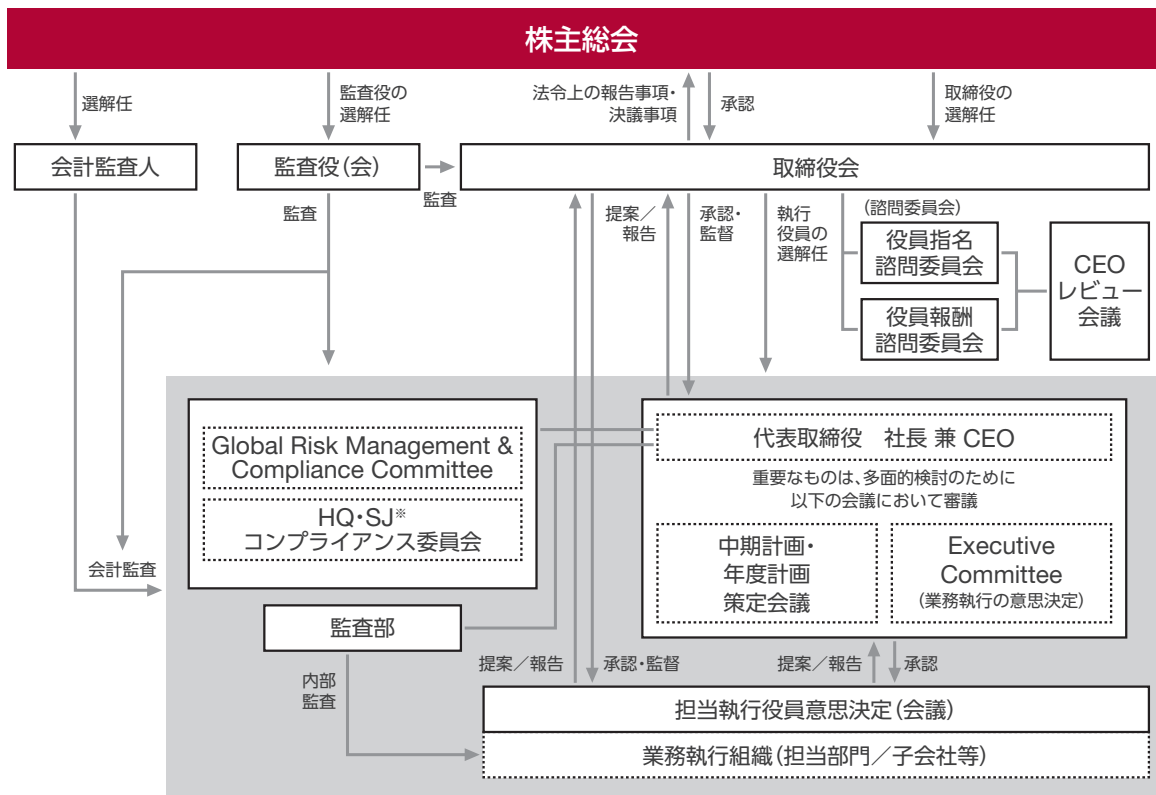 株主総会
選解任
監査役の
選解任
法令上の報告事項・
決議事項
承認
取締役の
選解任
会計監査人
監査役(会)
監査
取締役会
監査
提案／
報告
承認・
監督
執行
役員の
選解任
(諮問委員会)
役員指名
諮問委員会
役員報酬
諮問委員会
CEO
レビュー
会議
Global Risk Management &
Compliance Committee
HQ・SJ※
コンプライアンス委員会
代表取締役　社長 兼 CEO
重要なものは、多面的検討のために
以下の会議において審議
中期計画・
年度計画
策定会議
Executive
Committee
(業務執行の意思決定)
会計監査
監査部
内部
監査
提案／報告
承認・監督
提案／報告
承認
担当執行役員意思決定(会議)
業務執行組織(担当部門／子会社等)